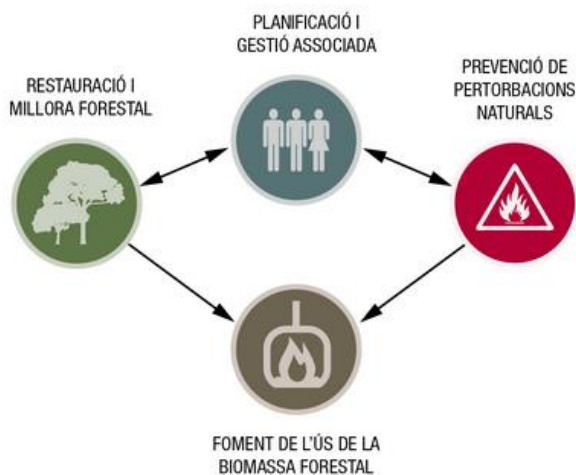 PLANIFICACIÓ I
GESTIÓ ASSOCIADA
RESTAURACIÓ I
MILLORA FORESTAL
PREVENCIÓ DE
PERTORBACIONS
NATURALS
FOMENT DE L'ÚS DE LA
BIOMASSA FORESTAL